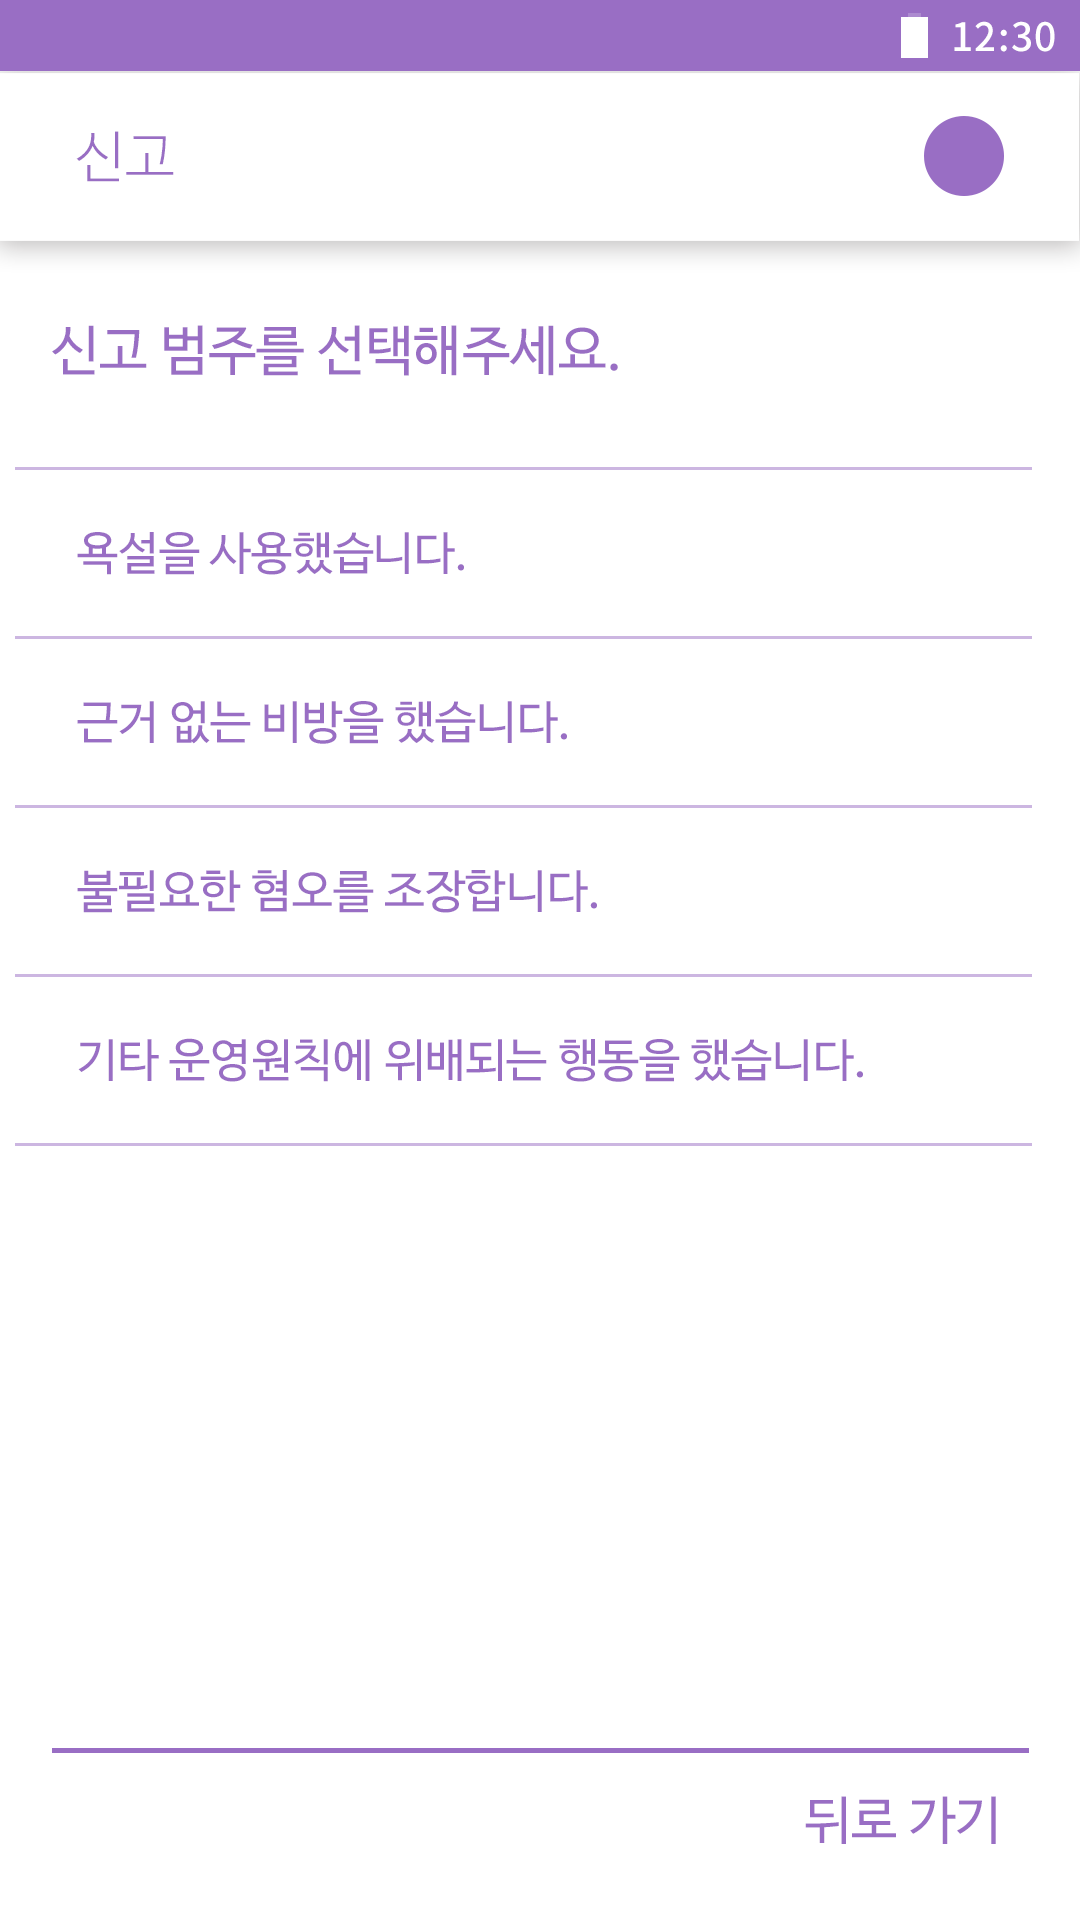 12:30
신고
신고 범주를 선택해주세요.
욕설을 사용했습니다.
근거 없는 비방을 했습니다.
불필요한 혐오를 조장합니다.
기타 운영원칙에 위배되는 행동을 했습니다.
뒤로 가기